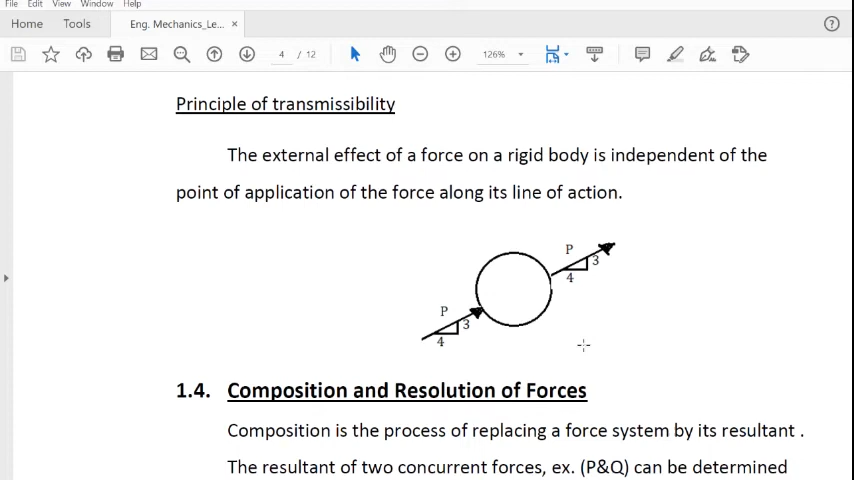 File Edit View Window Help
Home Tools Eng. Mechanics_Le... ×
4 / 12 126%
Principle of transmissibility
The external effect of a force on a rigid body is independent of the
point of application of the force along its line of action.
P
3
4
P
3
4
1.4. Composition and Resolution of Forces
Composition is the process of replacing a force system by its resultant .
The resultant of two concurrent forces, ex. (P&Q) can be determined